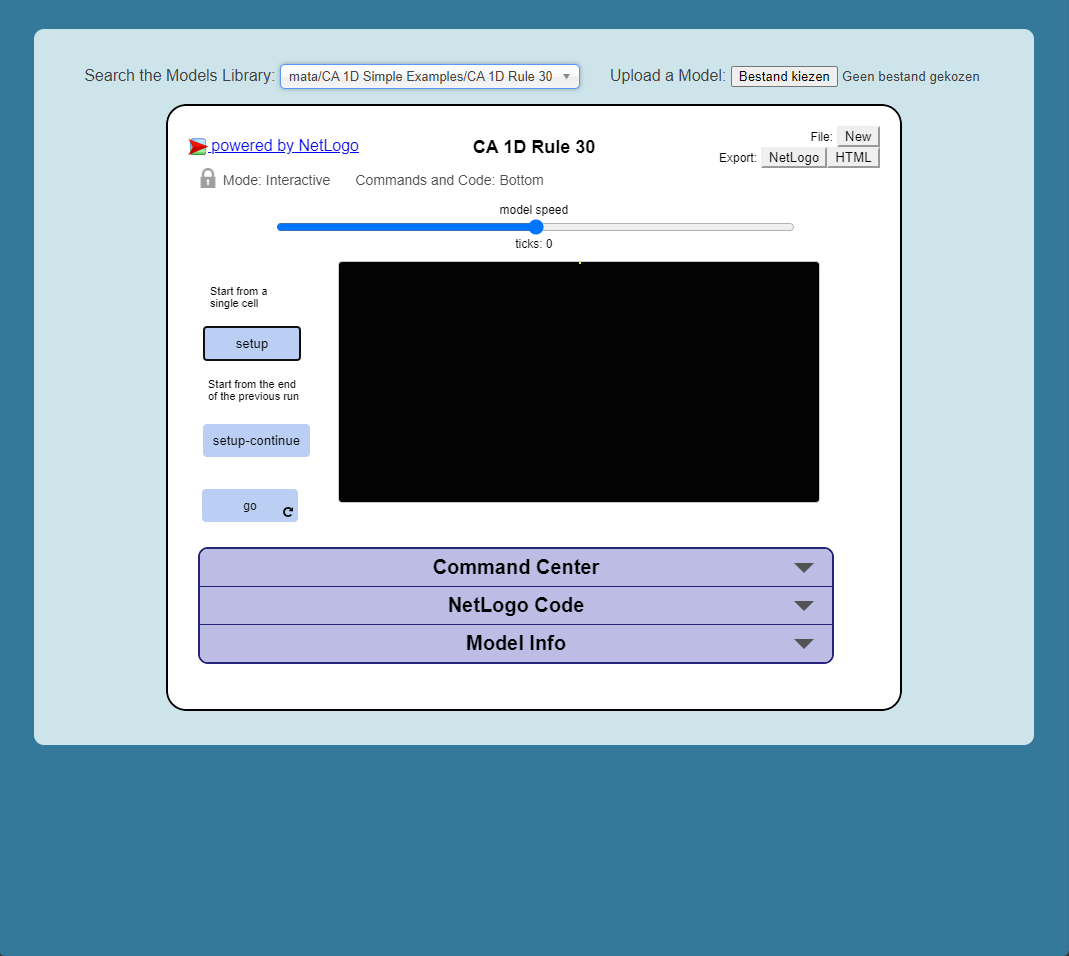 Search the Models Library: mata/CA 1D Simple Examples/CA 1D Rule 30 Upload a Model: Bestand kiezen Geen bestand gekozen
powered by NetLogo
CA 1D Rule 30
File: New
Export: NetLogo HTML
Mode: Interactive Commands and Code: Bottom
model speed
ticks: 0
Start from a
single cell
setup
Start from the end
of the previous run
setup-continue
go
Command Center
NetLogo Code
Model Info